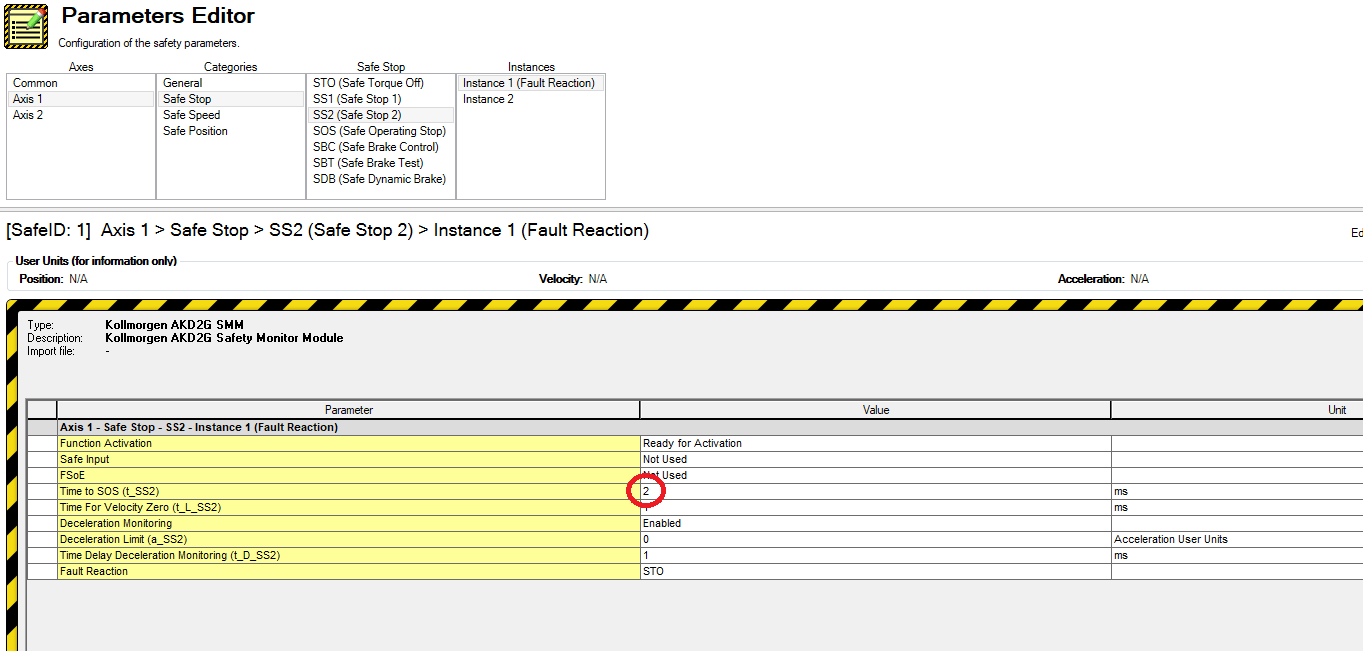 Parameters Editor
Configuration of the safety parameters.
Axes Categories Safe Stop Instances
Common General STO (Safe Torque Off) Instance 1 (Fault Reaction)
Axis 1 Safe Stop SS1 (Safe Stop 1) Instance 2
Axis 2 Safe Speed SS2 (Safe Stop 2)
Safe Position SOS (Safe Operating Stop)
SBC (Safe Brake Control)
SBT (Safe Brake Test)
SDB (Safe Dynamic Brake)
[SafeID: 1] Axis 1 > Safe Stop > SS2 (Safe Stop 2) > Instance 1 (Fault Reaction) Ed
User Units (for information only)
Position: N/A Velocity: N/A Acceleration: N/A
Type: Kollmorgen AKD2G SMM
Description: Kollmorgen AKD2G Safety Monitor Module
Import file: -
Parameter Value Unit
Axis 1 - Safe Stop - SS2 - Instance 1 (Fault Reaction)
Function Activation Ready for Activation
Safe Input Not Used
FSoE Not Used
Time to SOS (t_SS2) 2 ms
Time For Velocity Zero (t_L_SS2) ms
Deceleration Monitoring Enabled
Deceleration Limit (a_SS2) 0 Acceleration User Units
Time Delay Deceleration Monitoring (t_D_SS2) 1 ms
Fault Reaction STO